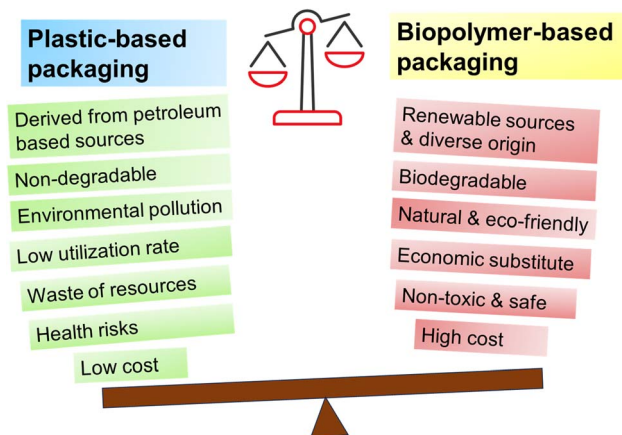 Plastic-based
packaging
Derived from petroleum
based sources
Non-degradable
Environmental pollution
Low utilization rate
Waste of resources
Health risks
Low cost
Biopolymer-based
packaging
Renewable sources
& diverse origin
Biodegradable
Natural & eco-friendly
Economic substitute
Non-toxic & safe
High cost